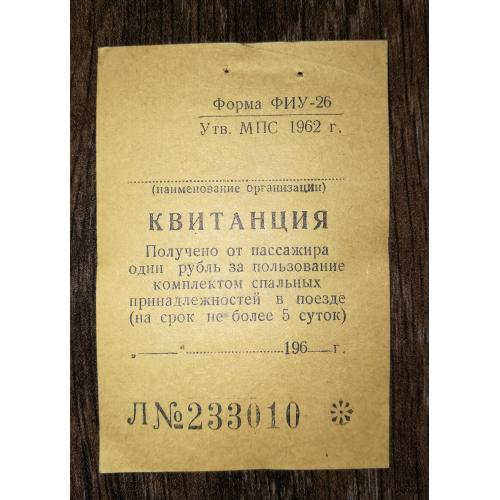 Форма ФИУ-26
Утв. МПС 1962 г.
(наименование организации)
КВИТАНЦИЯ
Получено от пассажира
один рубль за пользование
комплектом спальных
принадлежностей в поезде
(на срок не более 5 суток)
„——“ .......................... 196——г.
Л№233010 ❊